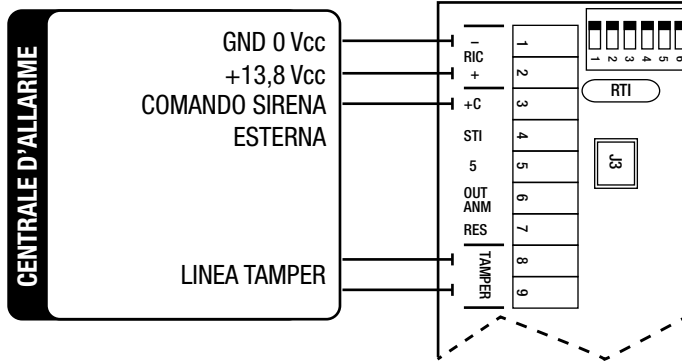 CENTRALE D'ALLARME
GND 0 Vcc
+13,8 Vcc
COMANDO SIRENA
ESTERNA
LINEA TAMPER
–
RIC
+
+C
STI
5
OUT
ANM
RES
TAMPER
1
2
3
4
5
6
7
8
9
1 2 3 4 5 6
RTI
J3